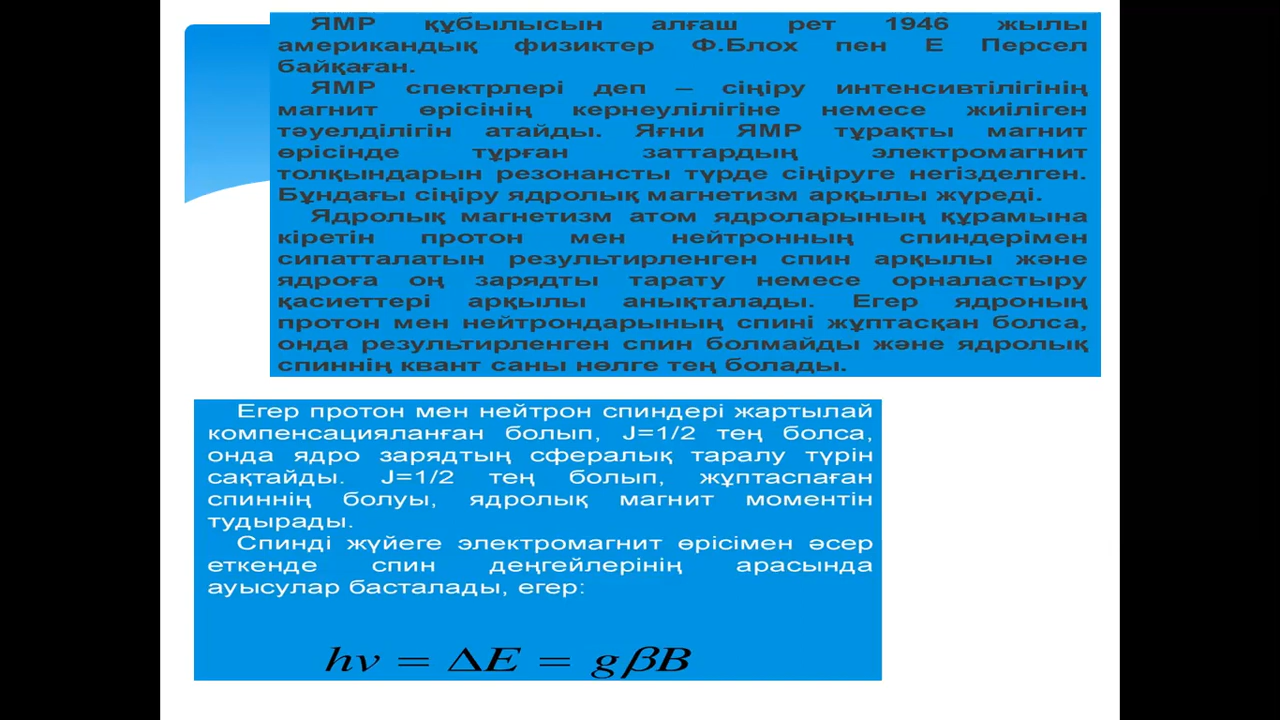 ЯМР құбылысын алғаш рет 1946 жылы
американдық физиктер Ф.Блох пен Е Персел
байқаған.
ЯМР спектрлері деп – сіңіру интенсивтілігінің
магнит өрісінің кернеулілігіне немесе жиіліген
тәуелділігін атайды. Яғни ЯМР тұрақты магнит
өрісінде тұрған заттардың электромагнит
толқындарын резонансты түрде сіңіруге негізделген.
Бұндағы сіңіру ядролық магнетизм арқылы жүреді.
Ядролық магнетизм атом ядроларының құрамына
кіретін протон мен нейтронның спиндерімен
сипатталатын результирленген спин арқылы және
ядроға оң зарядты тарату немесе орналастыру
қасиеттері арқылы анықталады. Егер ядроның
протон мен нейтрондарының спині жұптасқан болса,
онда результирленген спин болмайды және ядролық
спиннің квант саны нөлге тең болады.
Егер протон мен нейтрон спиндері жартылай
компенсацияланған болып, J=1/2 тең болса,
онда ядро зарядтың сфералық таралу түрін
сақтайды. J=1/2 тең болып, жұптаспаған
спиннің болуы, ядролық магнит моментін
тудырады.
Спинді жүйеге электромагнит өрісімен әсер
еткенде спин деңгейлерінің арасында
ауысулар басталады, егер:
hν = ΔE = gβB